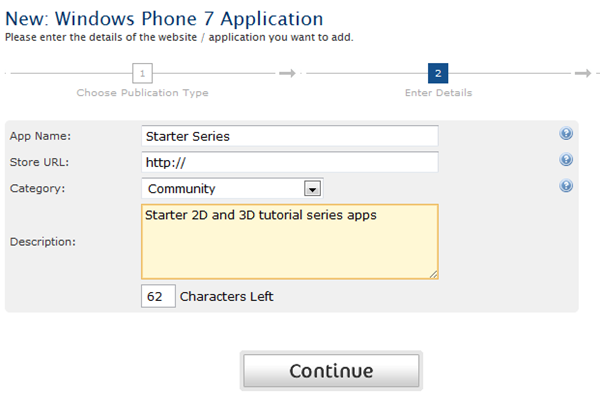 New: Windows Phone 7 Application
Please enter the details of the website / application you want to add.
1
2
Choose Publication Type
Enter Details
App Name:
Starter Series
?
Store URL:
http://
?
Category:
Community
?
Description:
Starter 2D and 3D tutorial series apps
62 Characters Left
Continue